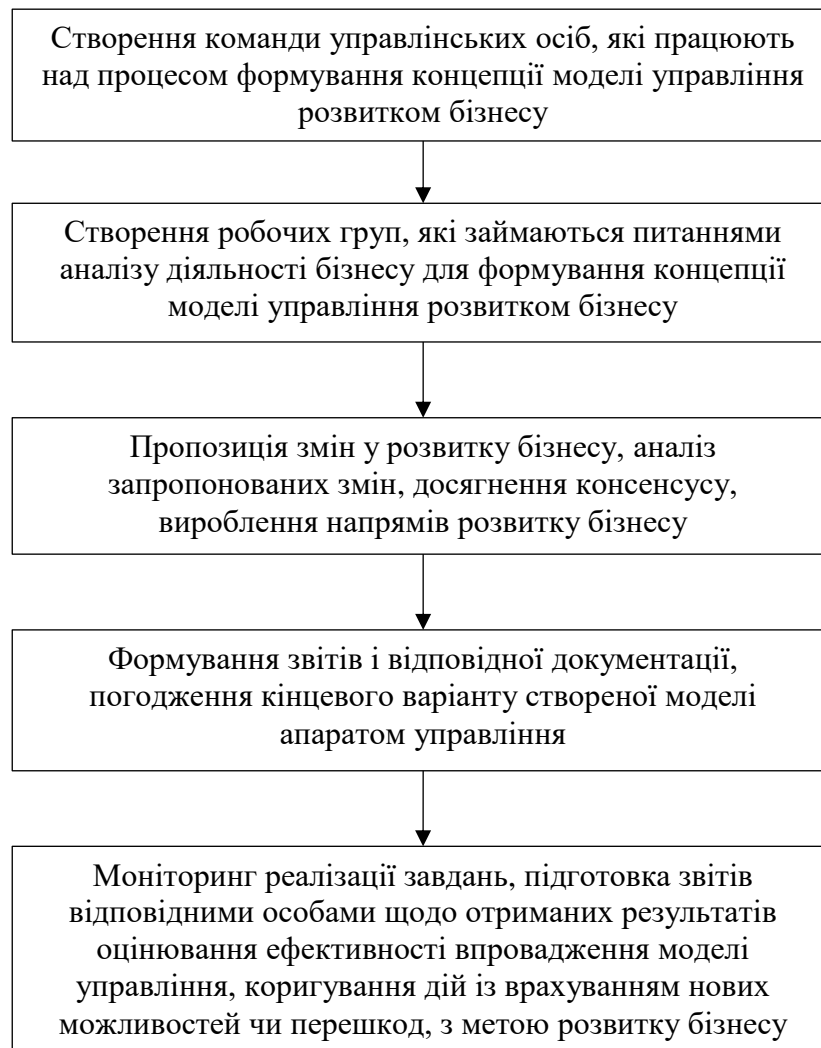 Створення команди управлінських осіб, які працюють
над процесом формування концепції моделі управління
розвитком бізнесу
Створення робочих груп, які займаються питаннями
аналізу діяльності бізнесу для формування концепції
моделі управління розвитком бізнесу
Пропозиція змін у розвитку бізнесу, аналіз
запропонованих змін, досягнення консенсусу,
вироблення напрямів розвитку бізнесу
Формування звітів і відповідної документації,
погодження кінцевого варіанту створеної моделі
апаратом управління
Моніторинг реалізації завдань, підготовка звітів
відповідними особами щодо отриманих результатів
оцінювання ефективності впровадження моделі
управління, коригування дій із врахуванням нових
можливостей чи перешкод, з метою розвитку бізнесу